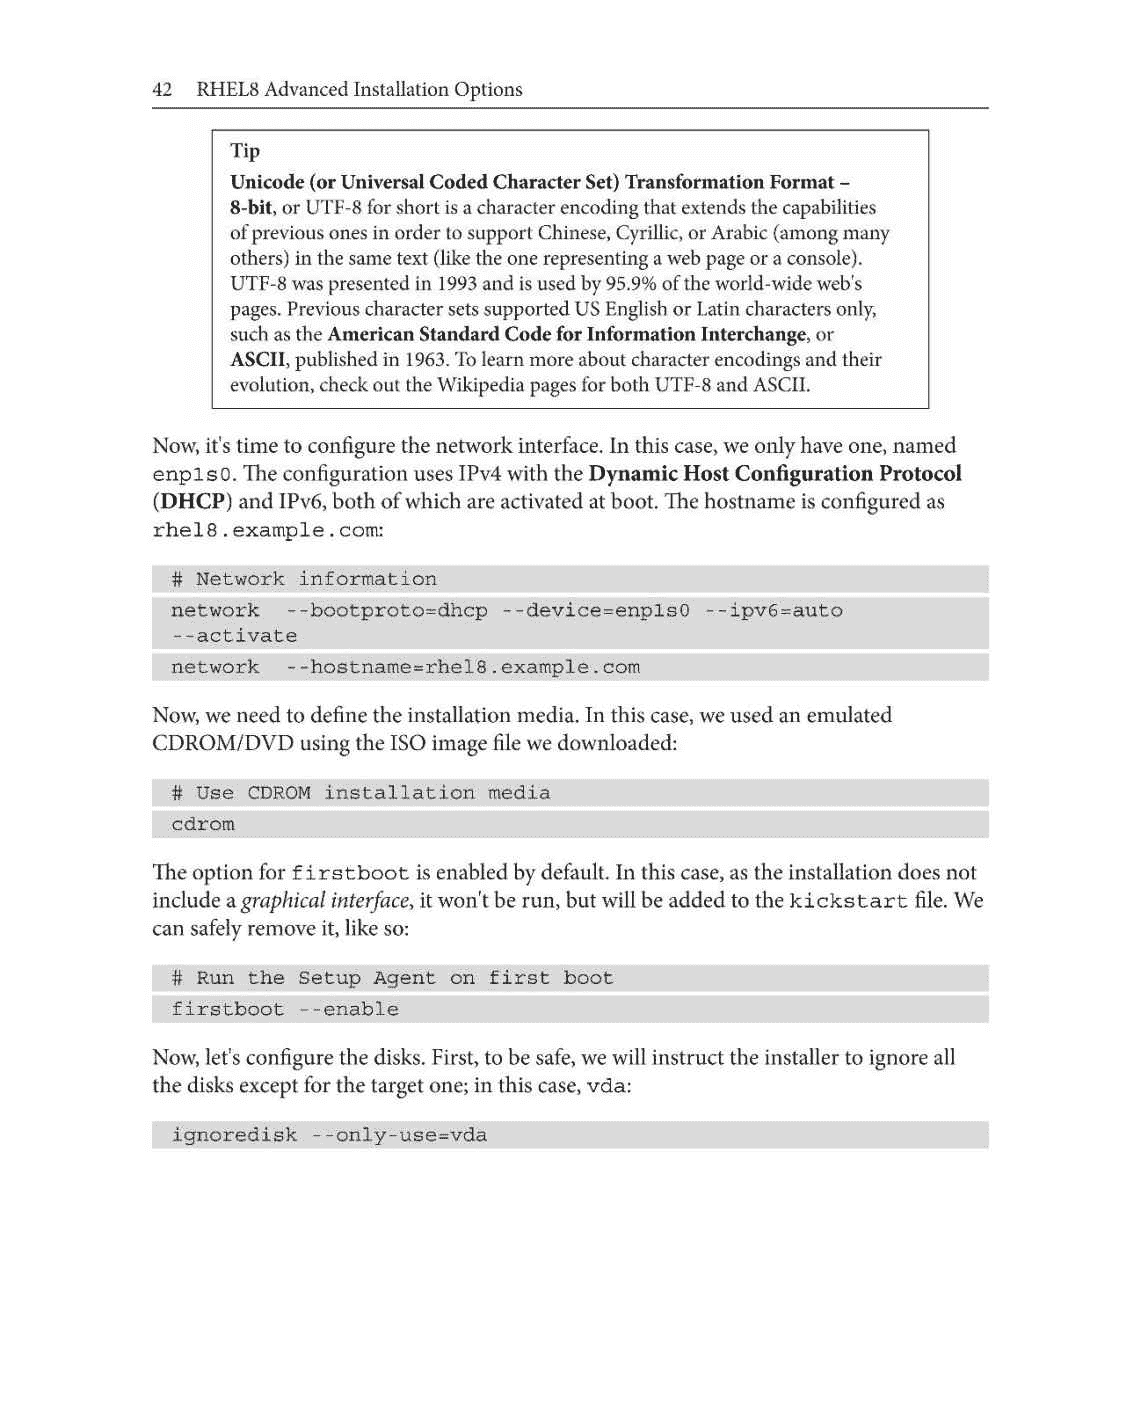 42 RHEL8 Advanced Installation Options
Tip
Unicode (or Universal Coded Character Set) Transformation Format –
8-bit, or UTF-8 for short is a character encoding that extends the capabilities
of previous ones in order to support Chinese, Cyrillic, or Arabic (among many
others) in the same text (like the one representing a web page or a console).
UTF-8 was presented in 1993 and is used by 95.9% of the world-wide web's
pages. Previous character sets supported US English or Latin characters only,
such as the American Standard Code for Information Interchange, or
ASCII, published in 1963. To learn more about character encodings and their
evolution, check out the Wikipedia pages for both UTF-8 and ASCII.
Now, it's time to configure the network interface. In this case, we only have one, named
enp1s0. The configuration uses IPv4 with the Dynamic Host Configuration Protocol
(DHCP) and IPv6, both of which are activated at boot. The hostname is configured as
rhel8.example.com:
# Network information
network  --bootproto=dhcp --device=enp1s0 --ipv6=auto
--activate
network  --hostname=rhel8.example.com
Now, we need to define the installation media. In this case, we used an emulated
CDROM/DVD using the ISO image file we downloaded:
# Use CDROM installation media
cdrom
The option for firstboot is enabled by default. In this case, as the installation does not
include a graphical interface, it won't be run, but will be added to the kickstart file. We
can safely remove it, like so:
# Run the Setup Agent on first boot
firstboot --enable
Now, let's configure the disks. First, to be safe, we will instruct the installer to ignore all
the disks except for the target one; in this case, vda:
ignoredisk --only-use=vda